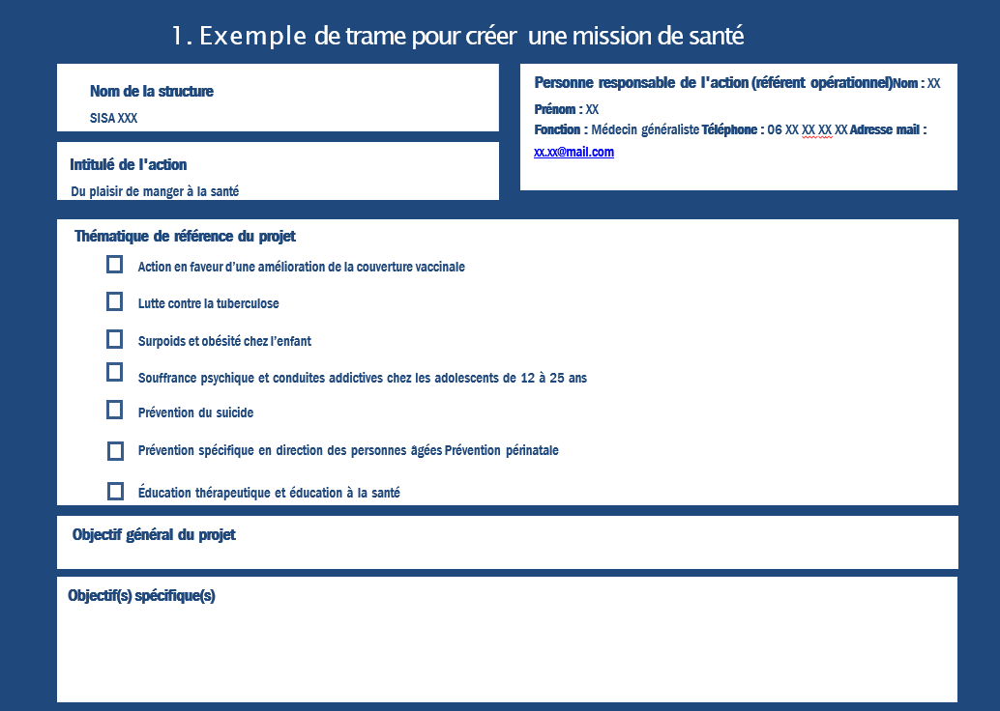 1. Exemple de trame pour créer une mission de santé
Nom de la structure
SISA XXX
Intitulé de l'action
Du plaisir de manger à la santé
Personne responsable de l'action (référent opérationnel)Nom : XX
Prénom : XX
Fonction : Médecin généraliste Téléphone : 06 XX XX XX XX Adresse mail :
xx.xx@mail.com
Thématique de référence du projet
Action en faveur d'une amélioration de la couverture vaccinale
Lutte contre la tuberculose
Surpoids et obésité chez l'enfant
Souffrance psychique et conduites addictives chez les adolescents de 12 à 25 ans
Prévention du suicide
Prévention spécifique en direction des personnes âgées Prévention périnatale
Éducation thérapeutique et éducation à la santé
Objectif général du projet
Objectif(s) spécifique(s)